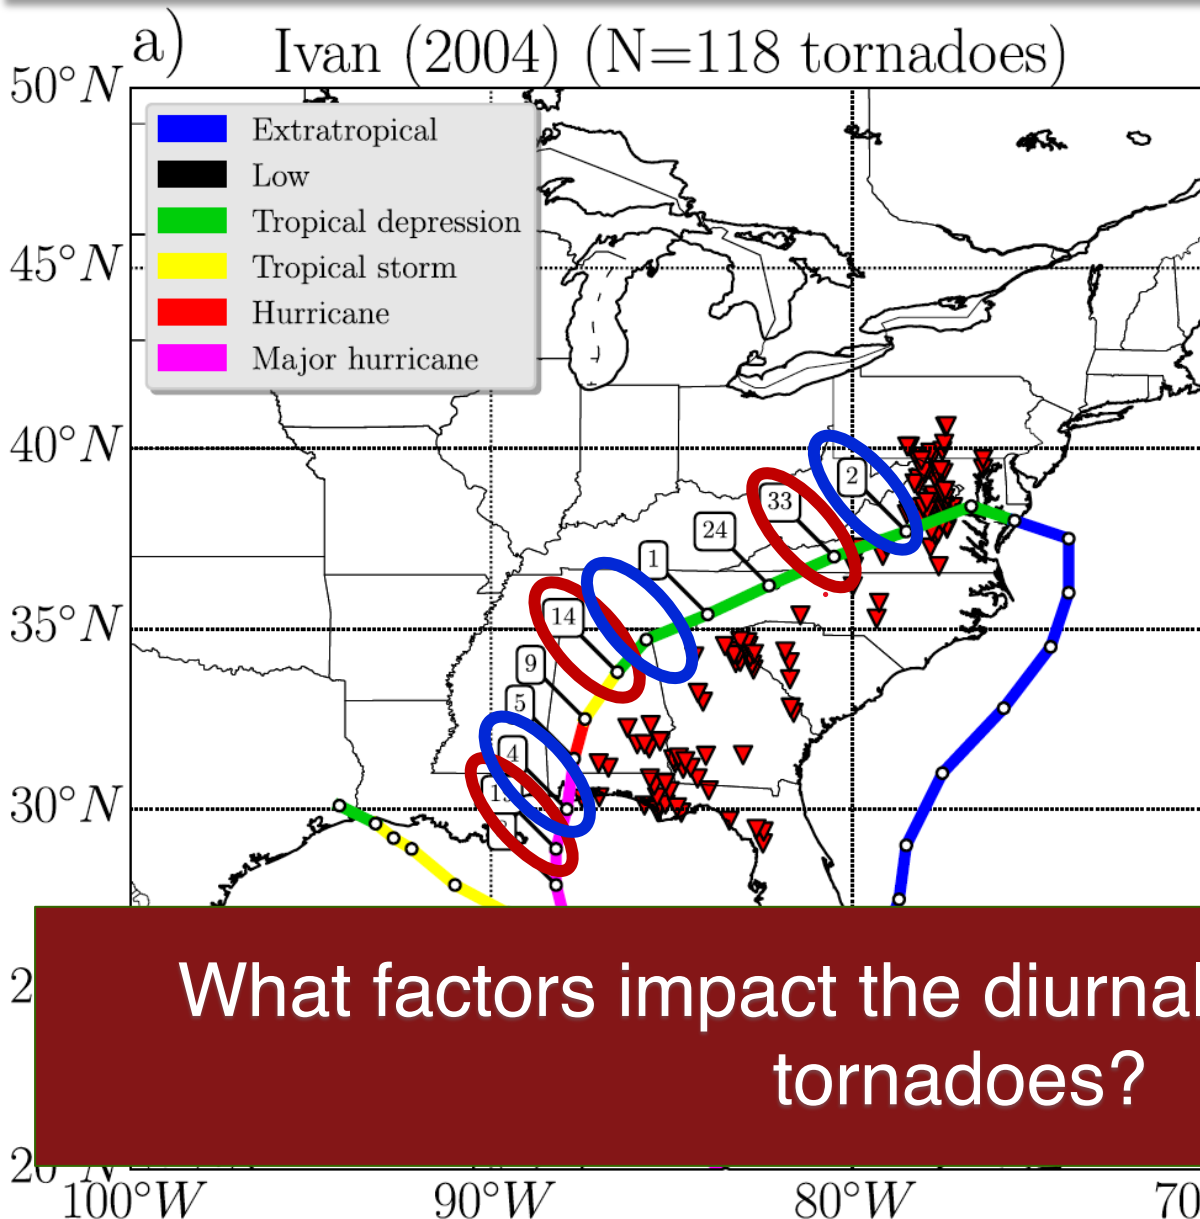 a)
Ivan (2004) (N=118 tornadoes)
50°N
Extratropical
Low
Tropical depression
Tropical storm
Hurricane
Major hurricane
45°N
40°N
2
33
24
1
14
35°N
9
5
4
30°N
What factors impact the diurnal
tornadoes?
100°W
90°W
80°W
70